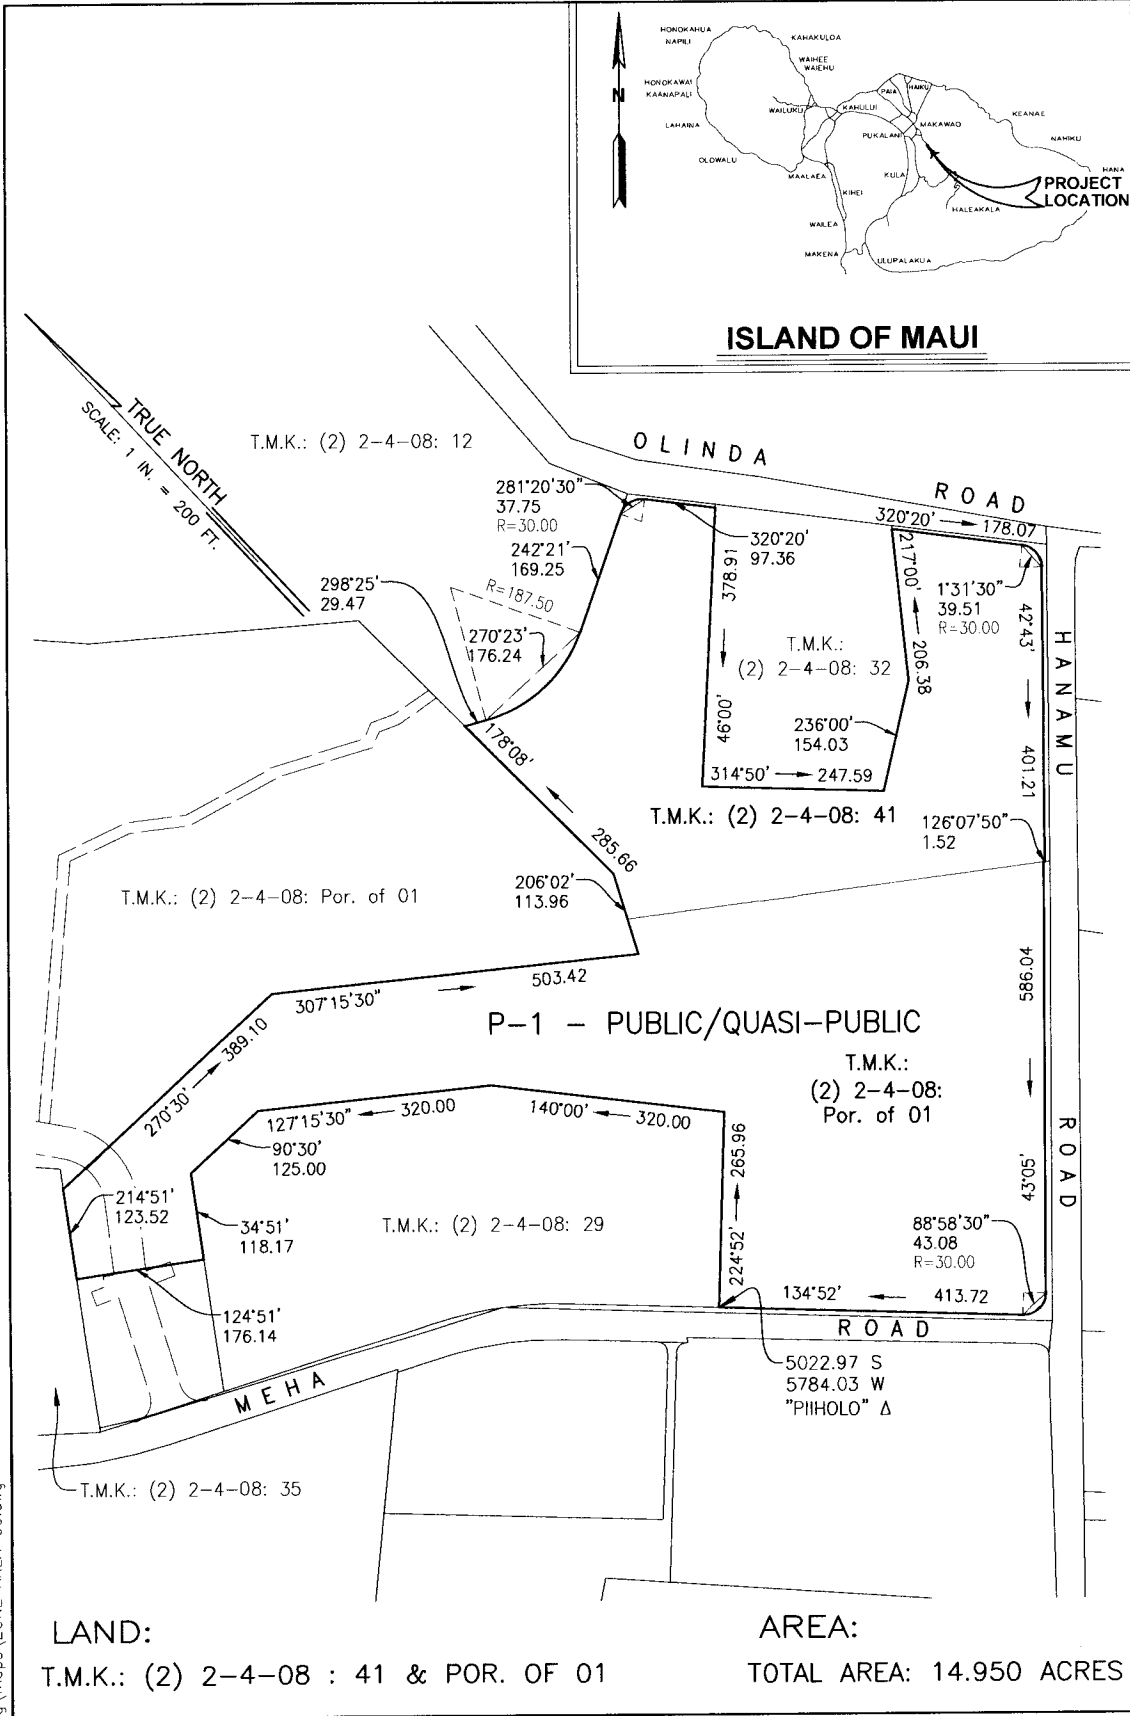 HONOKAHUA
NAPILI
KAHAKULOA
WAIHEE
WAIEHU
HONOKAWAI
KAANAPALI
PAIA
HAIKU
WAILUKU
KAHULUI
LAHAINA
MAKAWAO
KEANAE
PUKALANI
NAHIKU
OLOWALU
MAALAEA
KIHEI
KULA
HANA
PROJECT
LOCATION
HALEAKALA
WAILEA
MAKENA
ULUPALAKUA
N
ISLAND OF MAUI
TRUE NORTH
SCALE: 1 IN. = 200 FT.
T.M.K.: (2) 2-4-08: 12
OLINDA ROAD
281°20'30"
37.75
R=30.00
242°21'
169.25
298°25'
29.47
R=187.50
270°23'
176.24
320°20'
97.36
320°20' 178.07
378.91
46°00'
217°00'
206.38
1°31'30"
39.51
R=30.00
42°43'
401.21
HANAMU ROAD
T.M.K.:
(2) 2-4-08: 32
236°00'
154.03
314°50' 247.59
T.M.K.: (2) 2-4-08: 41
126°07'50"
1.52
178°08'
285.66
206°02'
113.96
T.M.K.: (2) 2-4-08: Por. of 01
307°15'30" 503.42
270°30' 389.10
586.04
43°05'
P-1 - PUBLIC/QUASI-PUBLIC
T.M.K.:
(2) 2-4-08:
Por. of 01
127°15'30" 320.00
140°00' 320.00
90°30'
125.00
214°51'
123.52
34°51'
118.17
T.M.K.: (2) 2-4-08: 29
224°52' 265.96
88°58'30"
43.08
R=30.00
134°52' 413.72
124°51'
176.14
MEHA ROAD
5022.97 S
5784.03 W
"PIIHOLO" Δ
T.M.K.: (2) 2-4-08: 35
LAND:
T.M.K.: (2) 2-4-08 : 41 & POR. OF 01
AREA:
TOTAL AREA: 14.950 ACRES